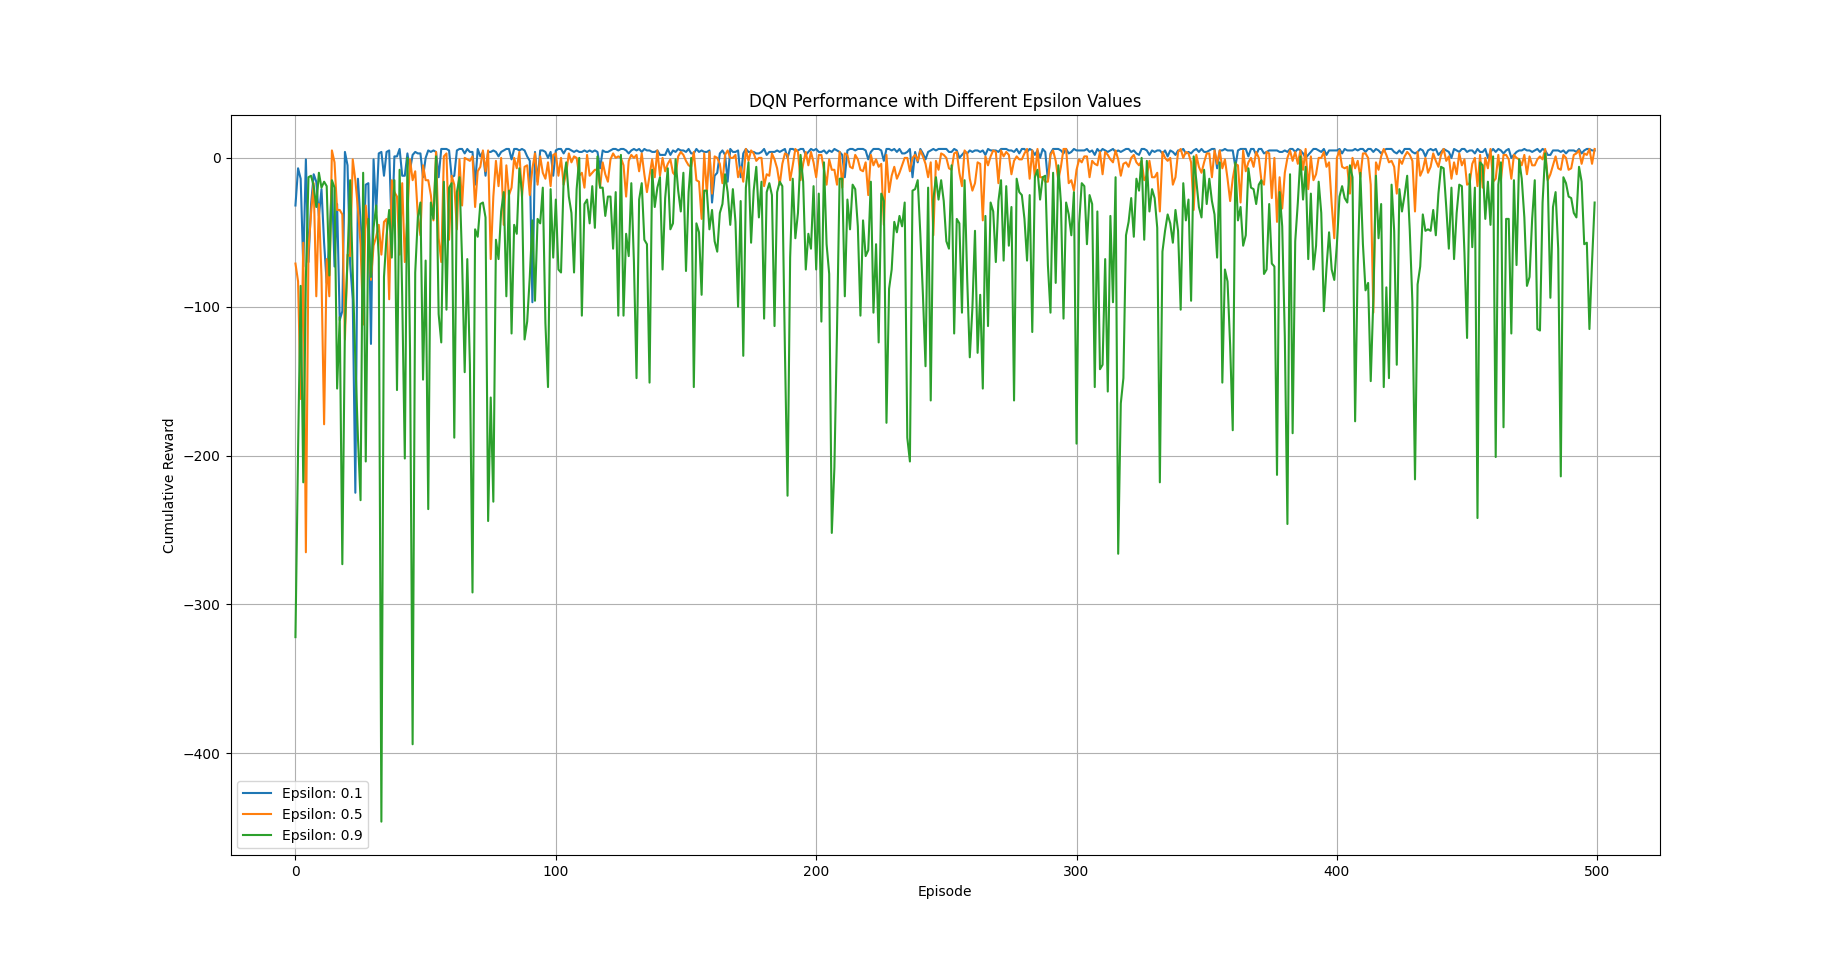 DQN Performance with Different Epsilon Values
Cumulative Reward
0
−100
−200
−300
−400
Epsilon: 0.1
Epsilon: 0.5
Epsilon: 0.9
0 100 200 300 400 500
Episode